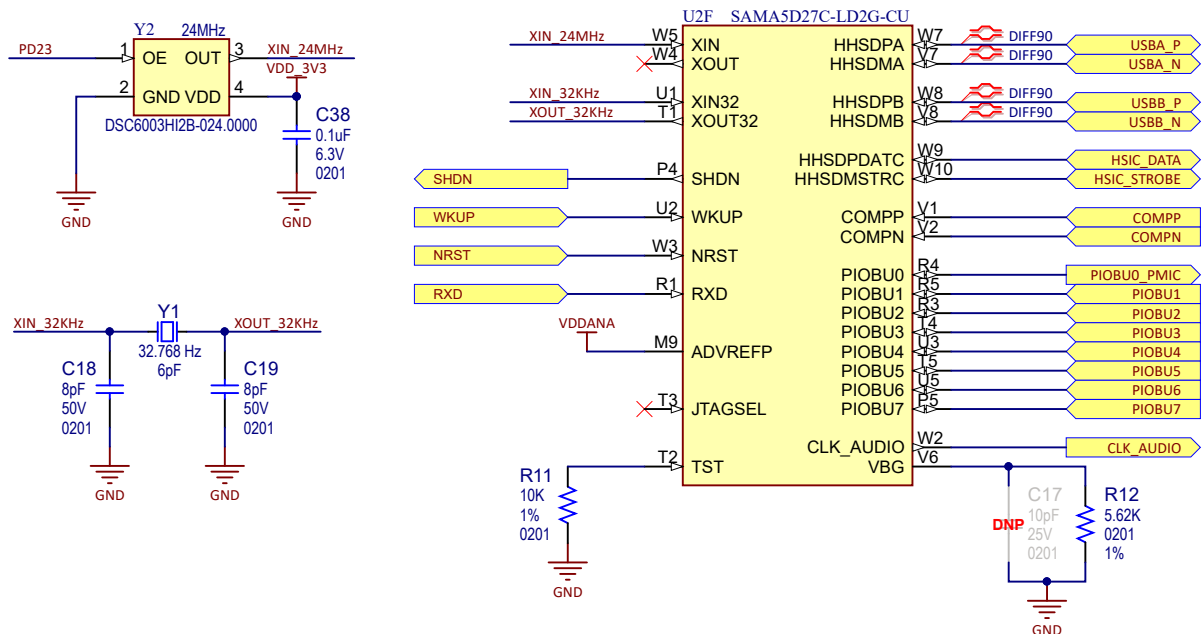 Y2
24MHz
PD23
1
OE
OUT
3
XIN_24MHz
VDD_3V3
2
GND
VDD
4
DSC6003HI2B-024.0000
C38
0.1uF
6.3V
0201
GND
GND
XIN_32KHz
Y1
XOUT_32KHz
32.768 Hz
6pF
C18
8pF
50V
0201
C19
8pF
50V
0201
GND
GND
U2F
SAMA5D27C-LD2G-CU
XIN_24MHz
W5
XIN
W4
XOUT
XIN_32KHz
U1
XIN32
XOUT_32KHz
T1
XOUT32
SHDN
P4
SHDN
WKUP
U2
WKUP
NRST
W3
NRST
RXD
R1
RXD
VDDANA
M9
ADVREFP
T3
JTAGSEL
T2
TST
R11
10K
1%
0201
GND
HHSDPA
W7
DIFF90
USBA_P
HHSDMA
V7
DIFF90
USBA_N
HHSDPB
W8
DIFF90
USBB_P
HHSDMB
V8
DIFF90
USBB_N
HHSDPDATC
W9
HSIC_DATA
HHSDMSTRC
W10
HSIC_STROBE
COMPP
V1
COMPP
COMPN
V2
COMPN
PIOBU0
R4
PIOBU0_PMIC
PIOBU1
R5
PIOBU1
PIOBU2
R3
PIOBU2
PIOBU3
T4
PIOBU3
PIOBU4
U3
PIOBU4
PIOBU5
T5
PIOBU5
PIOBU6
U5
PIOBU6
PIOBU7
P5
PIOBU7
CLK_AUDIO
W2
CLK_AUDIO
VBG
V6
C17
10pF
25V
0201
DNP
R12
5.62K
0201
1%
GND